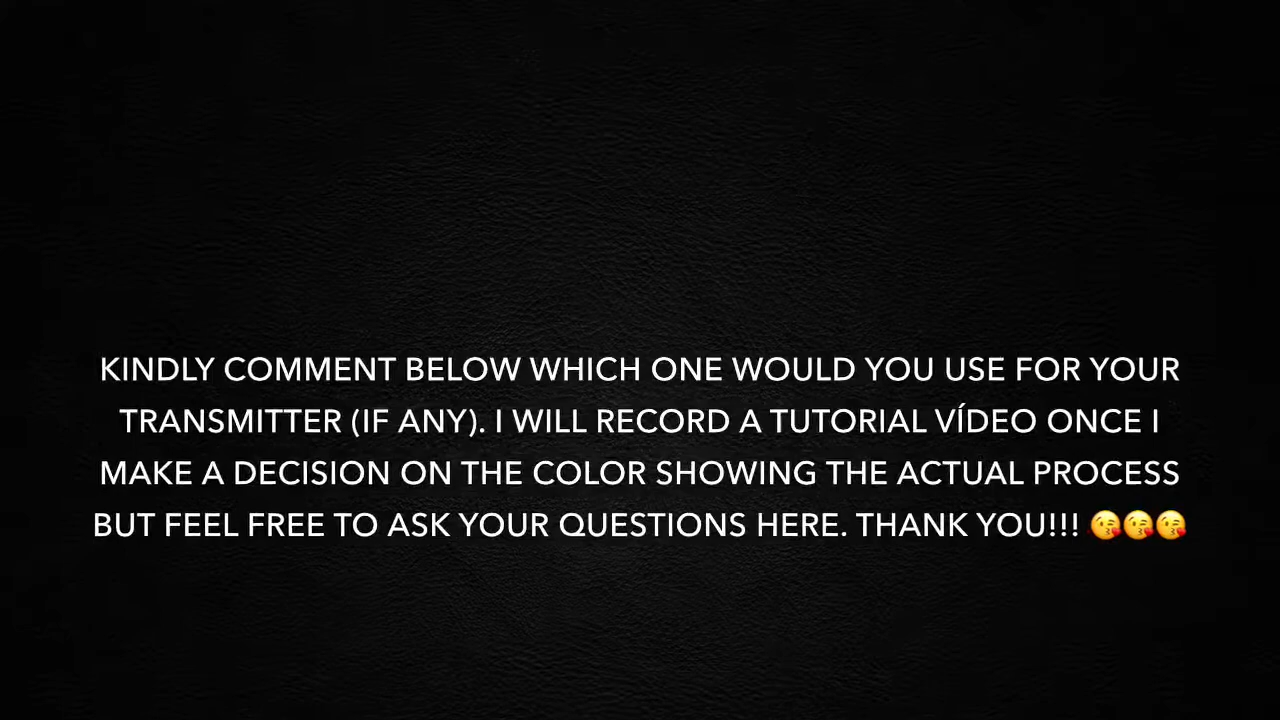 KINDLY COMMENT BELOW WHICH ONE WOULD YOU USE FOR YOUR
TRANSMITTER (IF ANY). I WILL RECORD A TUTORIAL VÍDEO ONCE I
MAKE A DECISION ON THE COLOR SHOWING THE ACTUAL PROCESS
BUT FEEL FREE TO ASK YOUR QUESTIONS HERE. THANK YOU!!! 😘😘😘